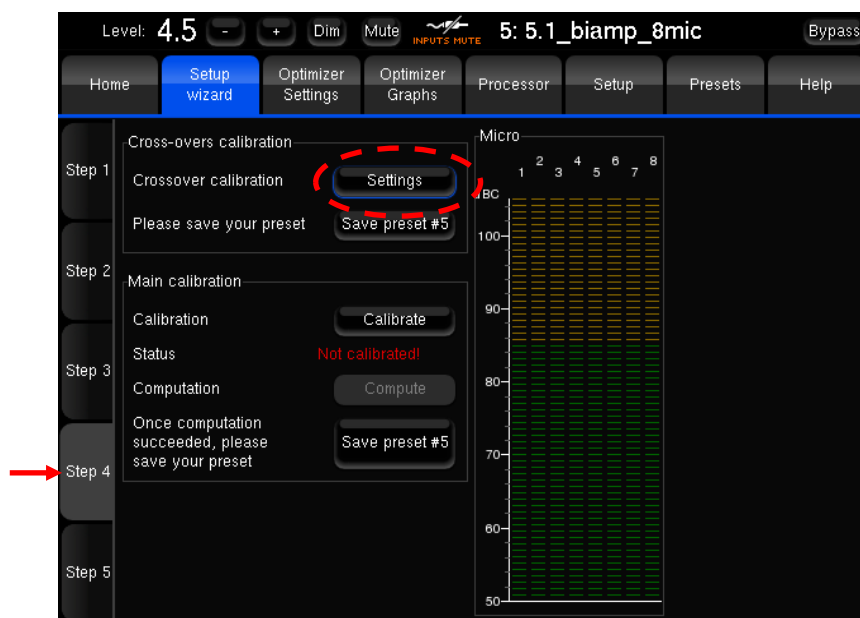 Level: 4.5 - + Dim Mute INPUTS MUTE 5: 5.1_biamp_8mic Bypass
Home
Setup wizard
Optimizer Settings
Optimizer Graphs
Processor
Setup
Presets
Help
Step 1
Step 2
Step 3
Step 4
Step 5
Cross-overs calibration
Crossover calibration Settings
Please save your preset Save preset #5
Main calibration
Calibration Calibrate
Status Not calibrated!
Computation Compute
Once computation
succeeded, please
save your preset
Save preset #5
Micro
1 2 3 4 5 6 7 8
100
90
80
70
60
50